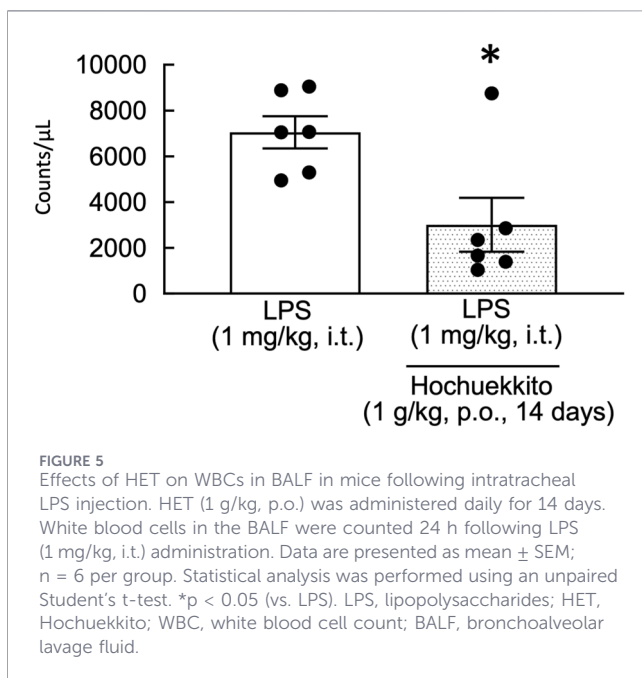 *
10000
8000
6000
4000
2000
0
Counts/μL
LPS
(1 mg/kg, i.t.)
LPS
(1 mg/kg, i.t.)
Hochuekkito
(1 g/kg, p.o., 14 days)
FIGURE 5
Effects of HET on WBCs in BALF in mice following intratracheal
LPS injection. HET (1 g/kg, p.o.) was administered daily for 14 days.
White blood cells in the BALF were counted 24 h following LPS
(1 mg/kg, i.t.) administration. Data are presented as mean ± SEM;
n = 6 per group. Statistical analysis was performed using an unpaired
Student's t-test. *p < 0.05 (vs. LPS). LPS, lipopolysaccharides; HET,
Hochuekkito; WBC, white blood cell count; BALF, bronchoalveolar
lavage fluid.